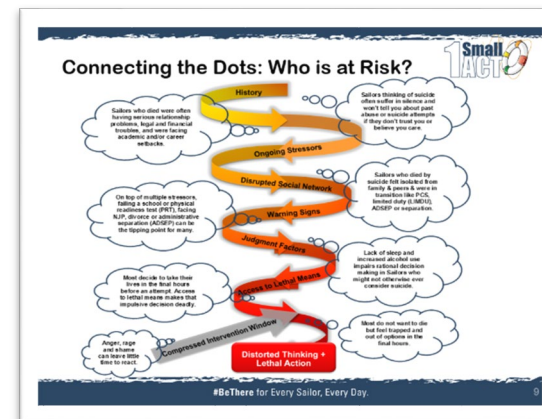 1 Small
ACT
Connecting the Dots: Who is at Risk?
History
Sailors who died were often
having serious relationship
problems, legal and financial
troubles, and were facing
academic and/or career
setbacks.
Sailors thinking of suicide
often suffer in silence and
won't tell you about past
abuse or suicide attempts
if they don't trust you or
believe you care.
Ongoing Stressors
Disrupted Social Network
Sailors who died by
suicide felt isolated from
family & peers & were in
transition like PCS,
limited duty (LIMDU),
ADSEP or separation.
On top of multiple stressors,
failing a school or physical
readiness test (PRT), facing
NJP, divorce or administrative
separation (ADSEP) can be
the tipping point for many.
Warning Signs
Judgment Factors
Lack of sleep and
increased alcohol use
impairs rational decision
making in Sailors who
might not otherwise ever
consider suicide.
Most decide to take their
lives in the final hours
before an attempt. Access
to lethal means makes that
impulsive decision deadly.
Access to Lethal Means
Compressed Intervention Window
Most do not want to die
but feel trapped and
out of options in the
final hours.
Anger, rage
and shame
can leave little
time to react.
Distorted Thinking +
Lethal Action
#BeThere for Every Sailor, Every Day.
9